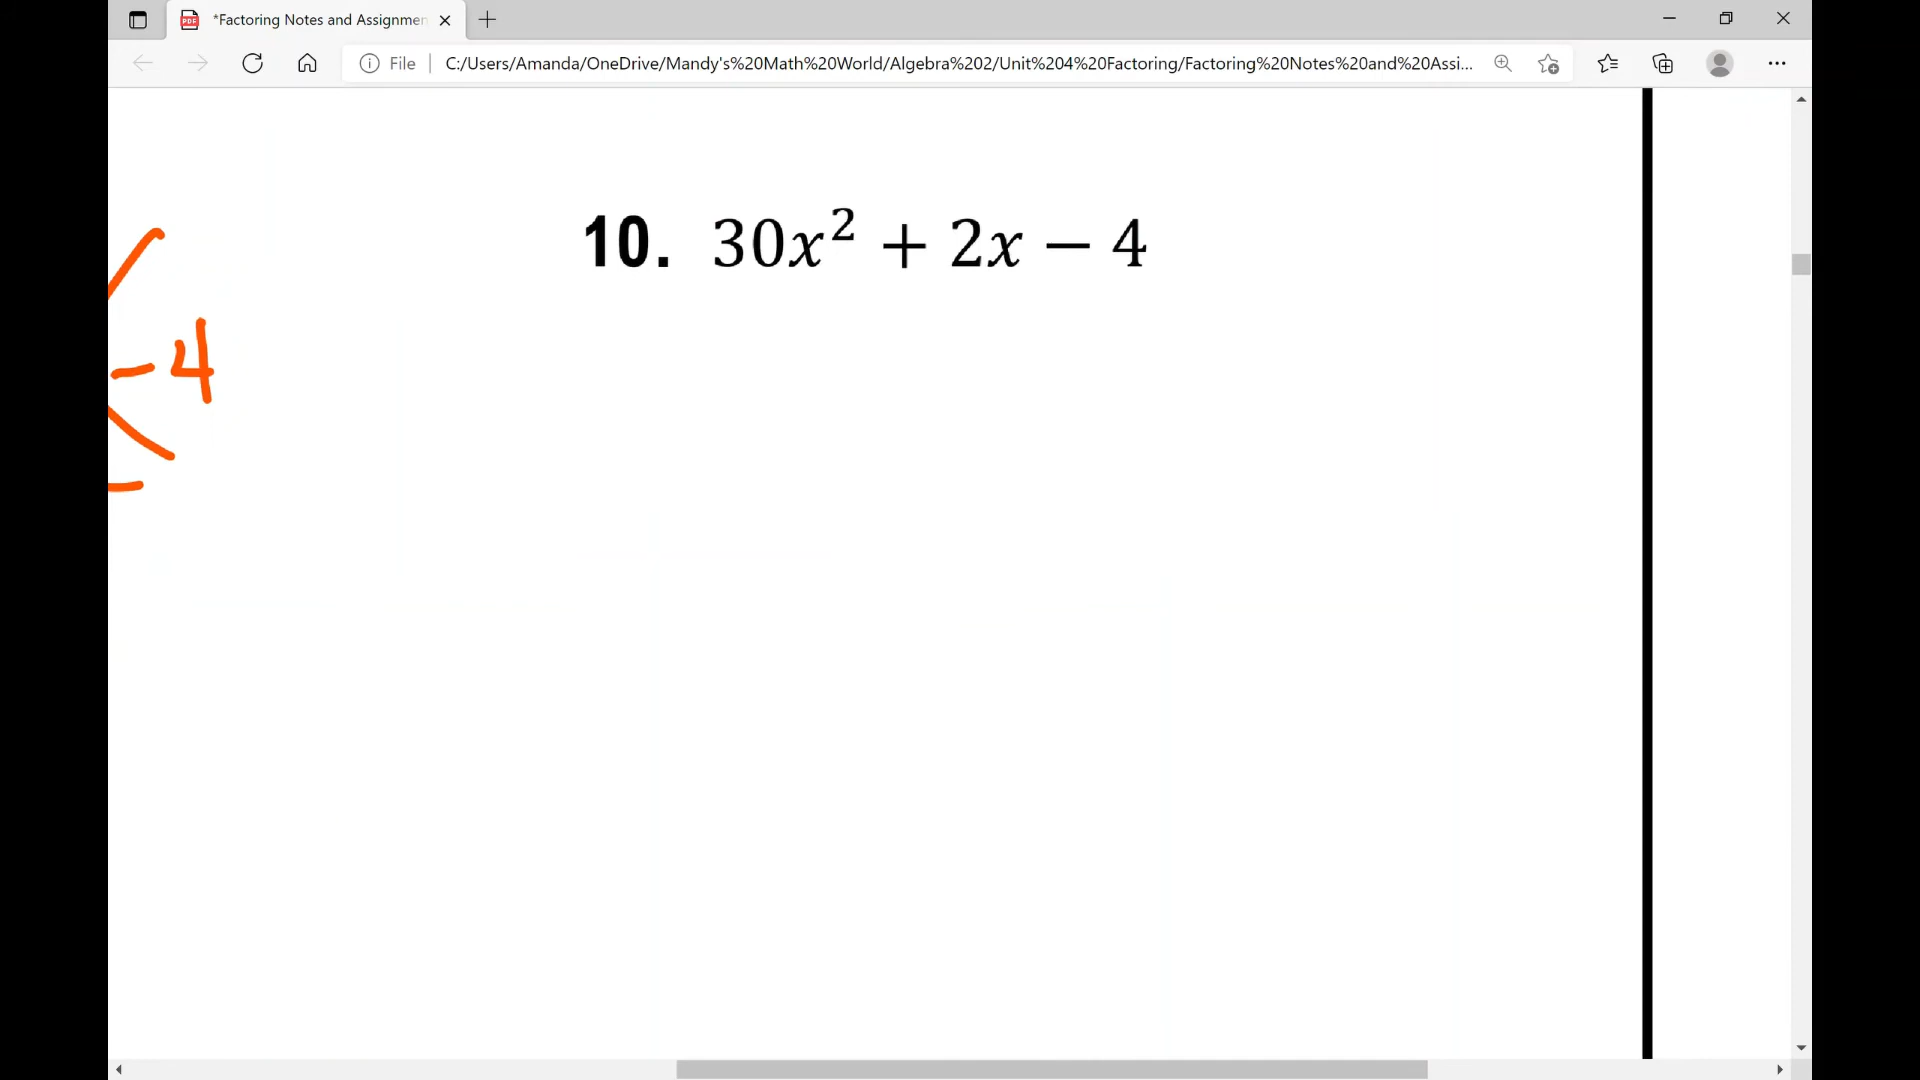 *Factoring Notes and Assignmen
File
C:/Users/Amanda/OneDrive/Mandy's%20Math%20World/Algebra%202/Unit%204%20Factoring/Factoring%20Notes%20and%20Assi...
10. 30x² + 2x − 4
-4